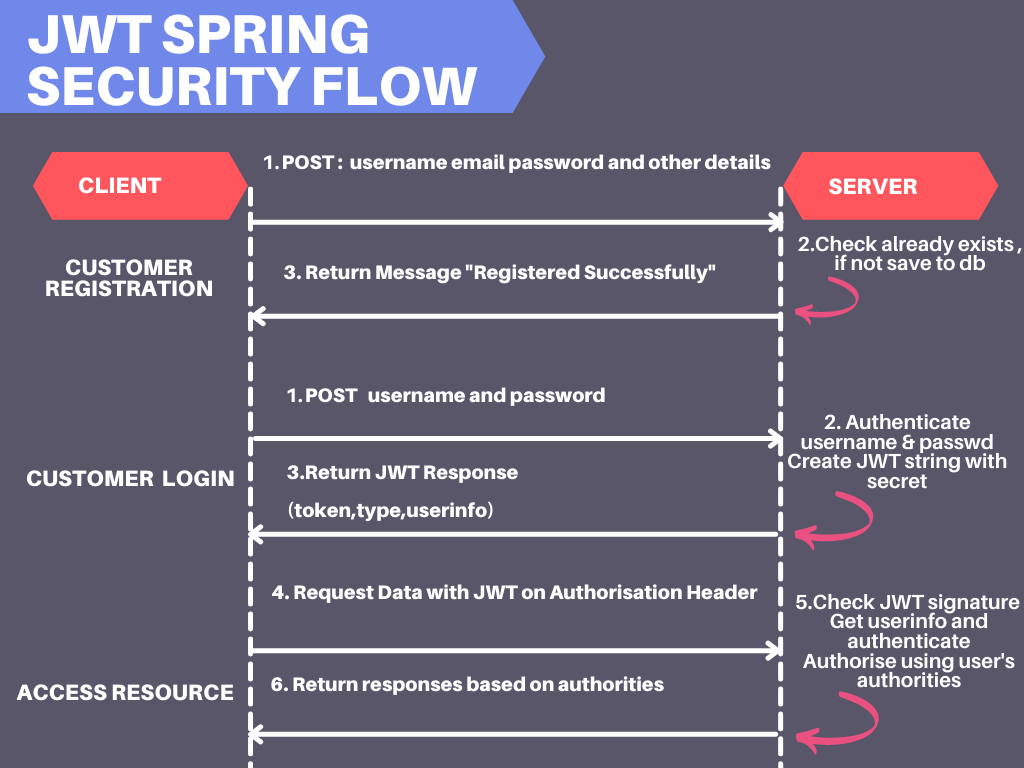 JWT SPRING
SECURITY FLOW
1. POST : username email password and other details
CLIENT
SERVER
2.Check already exists ,
if not save to db
CUSTOMER
REGISTRATION
3. Return Message "Registered Successfully"
1. POST username and password
2. Authenticate
username & passwd
Create JWT string with
secret
CUSTOMER LOGIN
3.Return JWT Response
(token,type,userinfo)
4. Request Data with JWT on Authorisation Header
5.Check JWT signature
Get userinfo and
authenticate
Authorise using user's
authorities
ACCESS RESOURCE
6. Return responses based on authorities